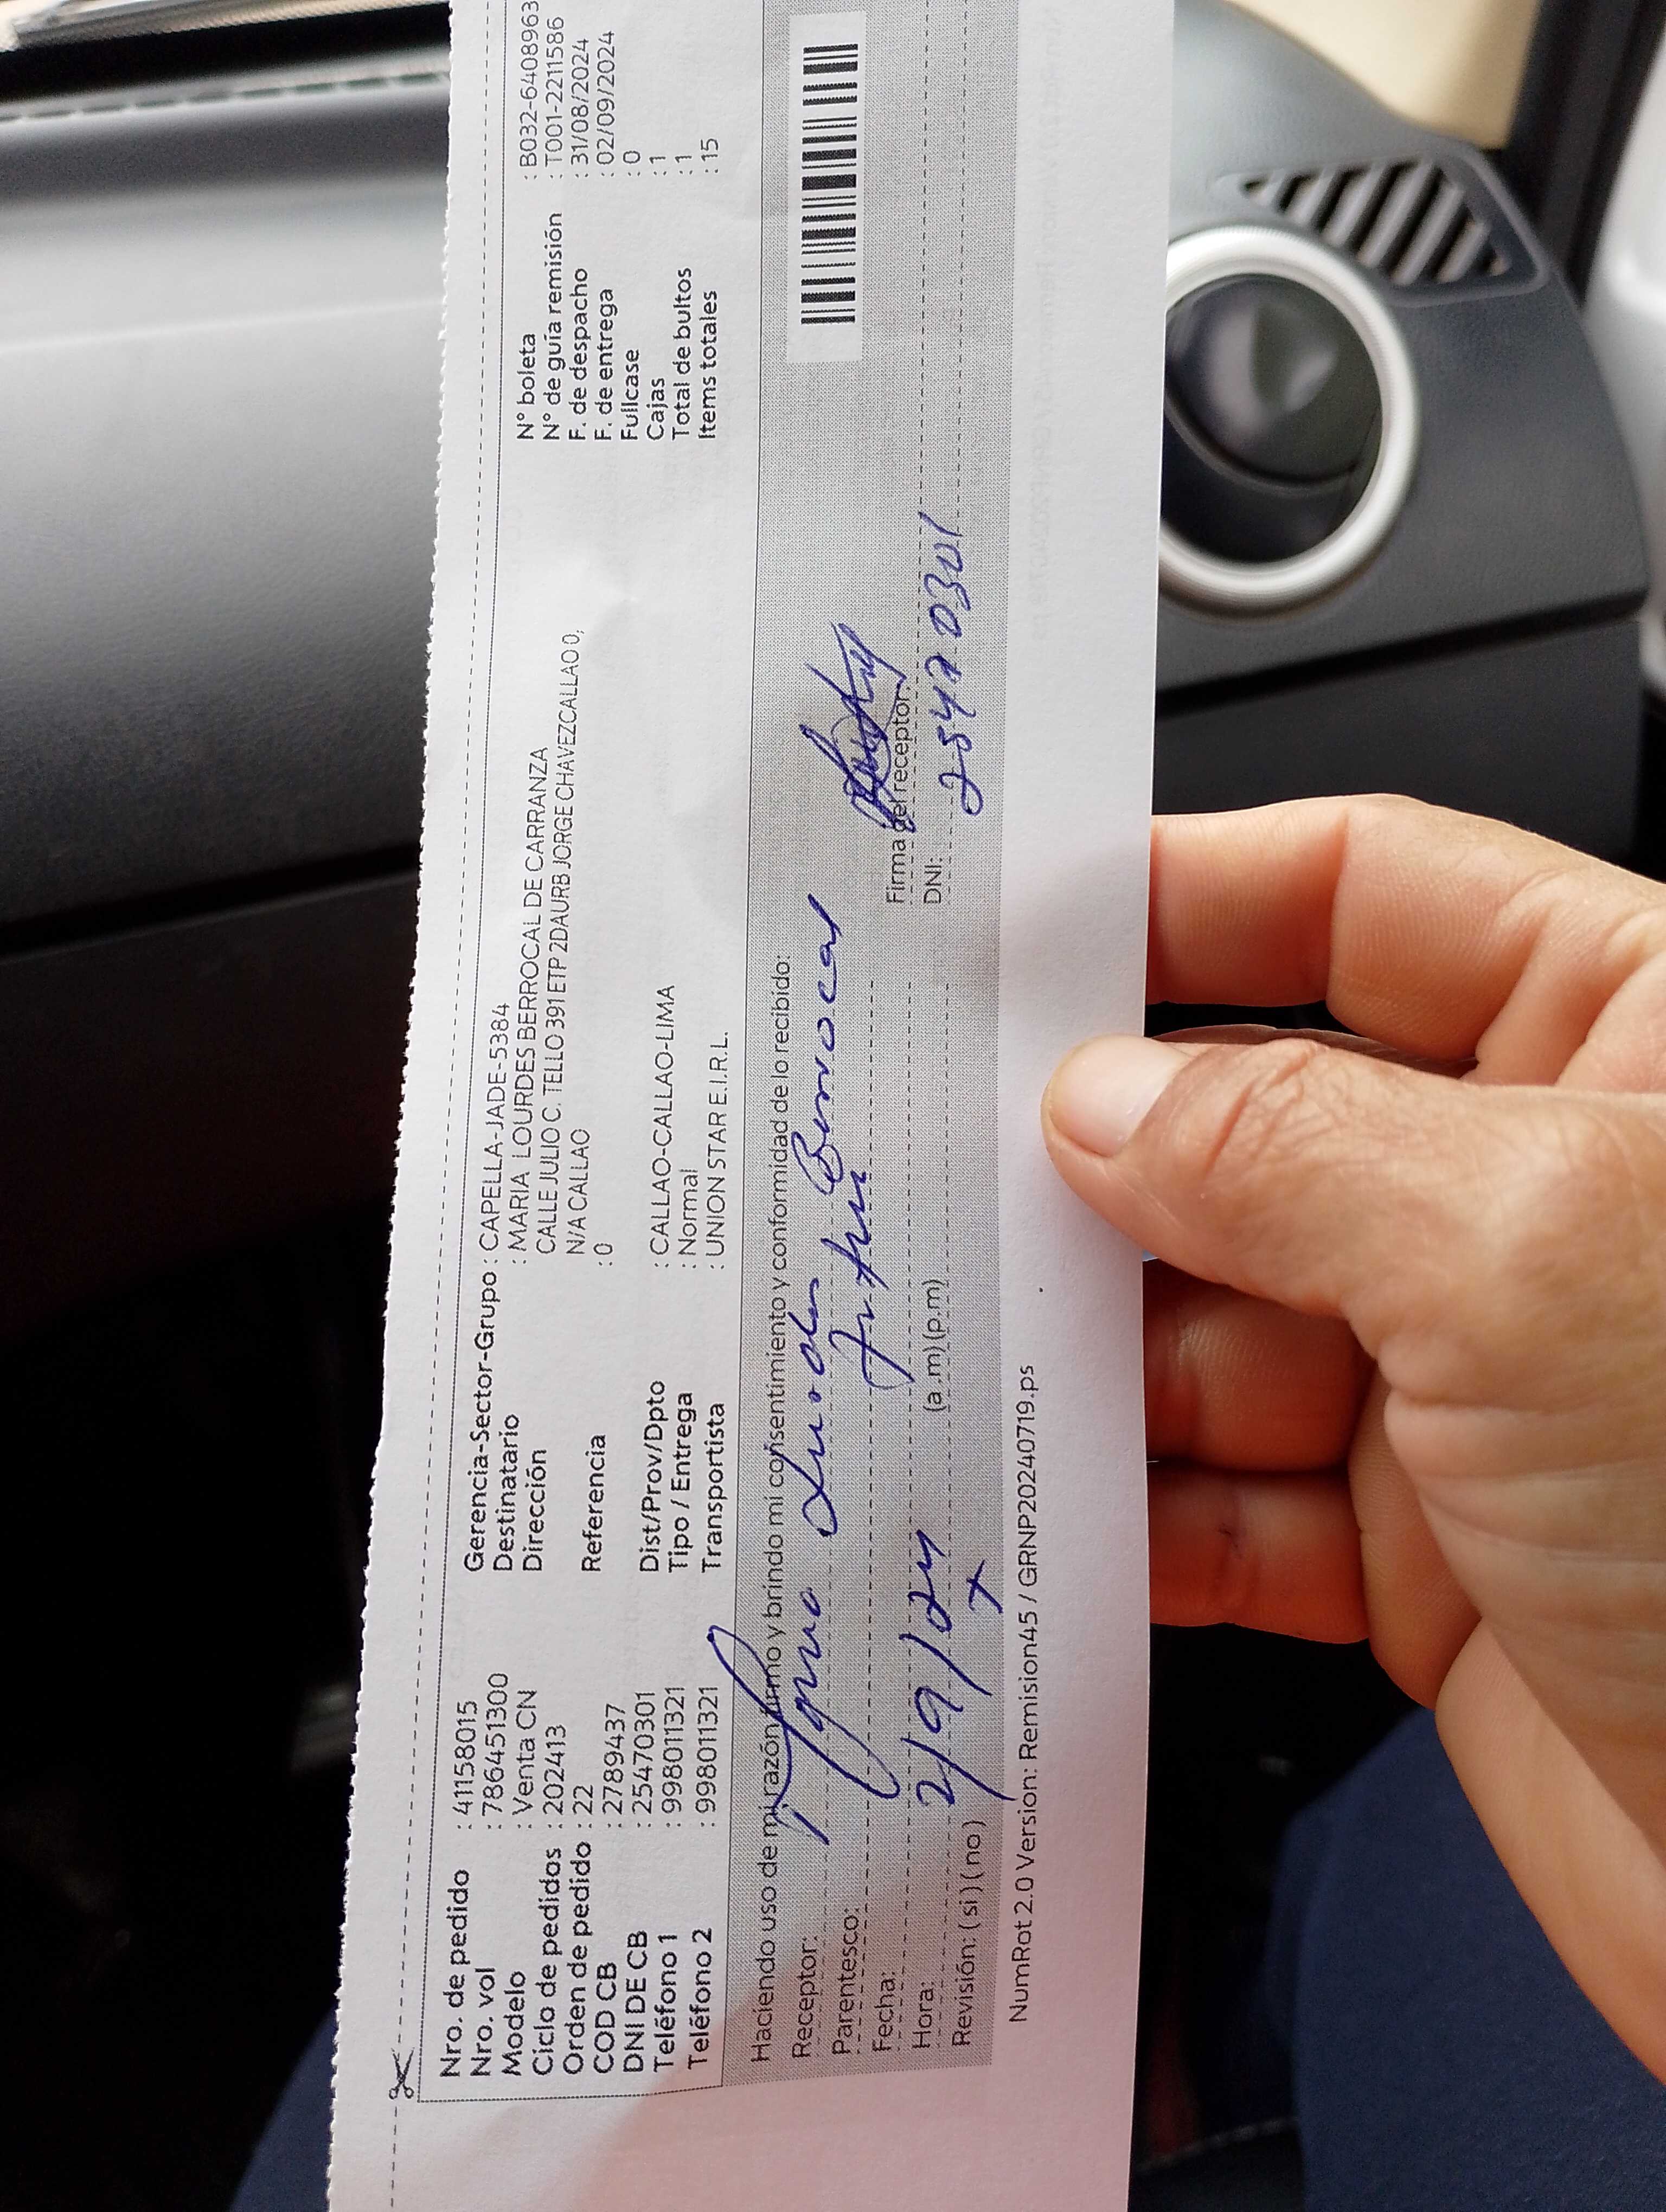 Nro. de pedido : 41158015
Nro. vol : 786451300
Modelo : Venta CN
Ciclo de pedidos : 202413
Orden de pedido : 22
COD CB : 2789437
DNI DE CB : 25470301
Teléfono 1 : 998011321
Teléfono 2 : 998011321
Gerencia-Sector-Grupo : CAPELLA-JADE-5384
Destinatario : MARIA LOURDES BERROCAL DE CARRANZA
Dirección CALLE JULIO C. TELLO 391 ETP 2DAURB JORGE CHAVEZCALLAO 0,
N/A CALLAO
Referencia : 0
Dist/Prov/Dpto : CALLAO-CALLAO-LIMA
Tipo / Entrega : Normal
Transportista : UNION STAR E.I.R.L.
N° boleta : B032-6408963
N° de guía remisión : T001-2211586
F. de despacho : 31/08/2024
F. de entrega : 02/09/2024
Fullcase : 0
Cajas : 1
Total de bultos : 1
Items totales : 15
Haciendo uso de mi razón firmo y brindo mi consentimiento y conformidad de lo recibido:
Receptor: Berrocal
Parentesco:
Fecha: 2/9/24
Hora: (a.m) (p.m)
Revisión: (si) (no)
Firma del receptor:
DNI: 25470301
NumRot 2.0 Version: Remision45 / GRNP20240719.ps